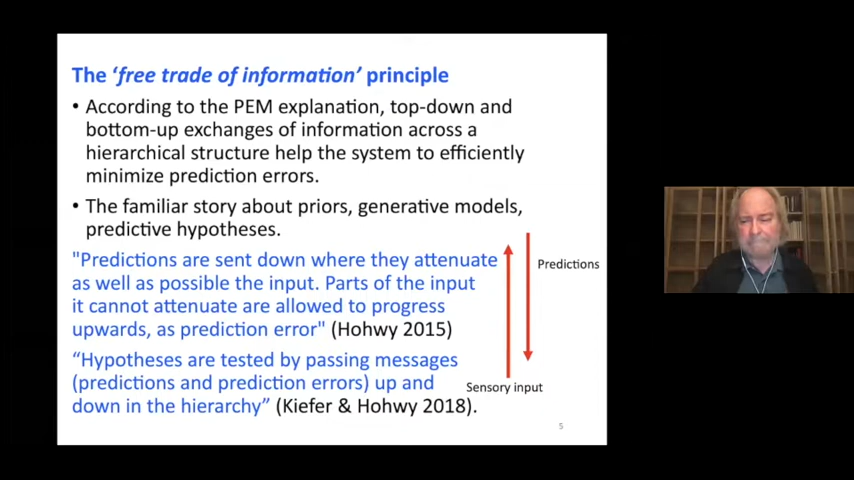 The ‘free trade of information’ principle
• According to the PEM explanation, top-down and
bottom-up exchanges of information across a
hierarchical structure help the system to efficiently
minimize prediction errors.
• The familiar story about priors, generative models,
predictive hypotheses.
"Predictions are sent down where they attenuate
as well as possible the input. Parts of the input
it cannot attenuate are allowed to progress
upwards, as prediction error" (Hohwy 2015)
“Hypotheses are tested by passing messages
(predictions and prediction errors) up and
down in the hierarchy” (Kiefer & Hohwy 2018).
Predictions
Sensory input
5